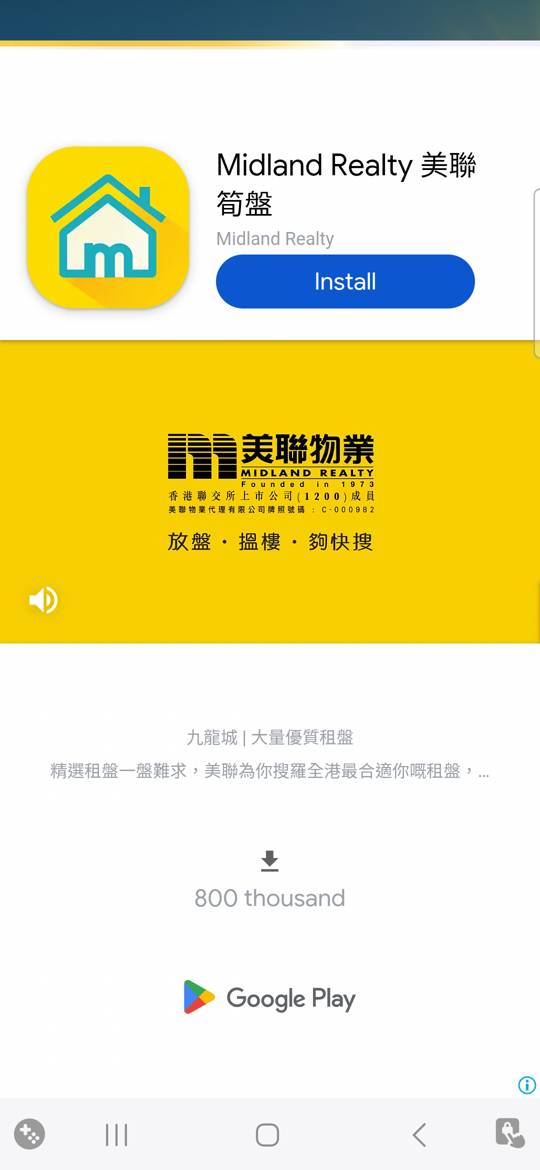 Midland Realty 美聯
筍盤
Midland Realty
Install
m
美聯物業
MIDLAND REALTY
Founded in 1973
香港聯交所上市公司(1200)成員
美聯物業代理有限公司牌照號碼 : C-000982
放盤・搵樓・夠快搜
九龍城 | 大量優質租盤
精選租盤一盤難求，美聯為你搜羅全港最合適你嘅租盤，...
800 thousand
Google Play